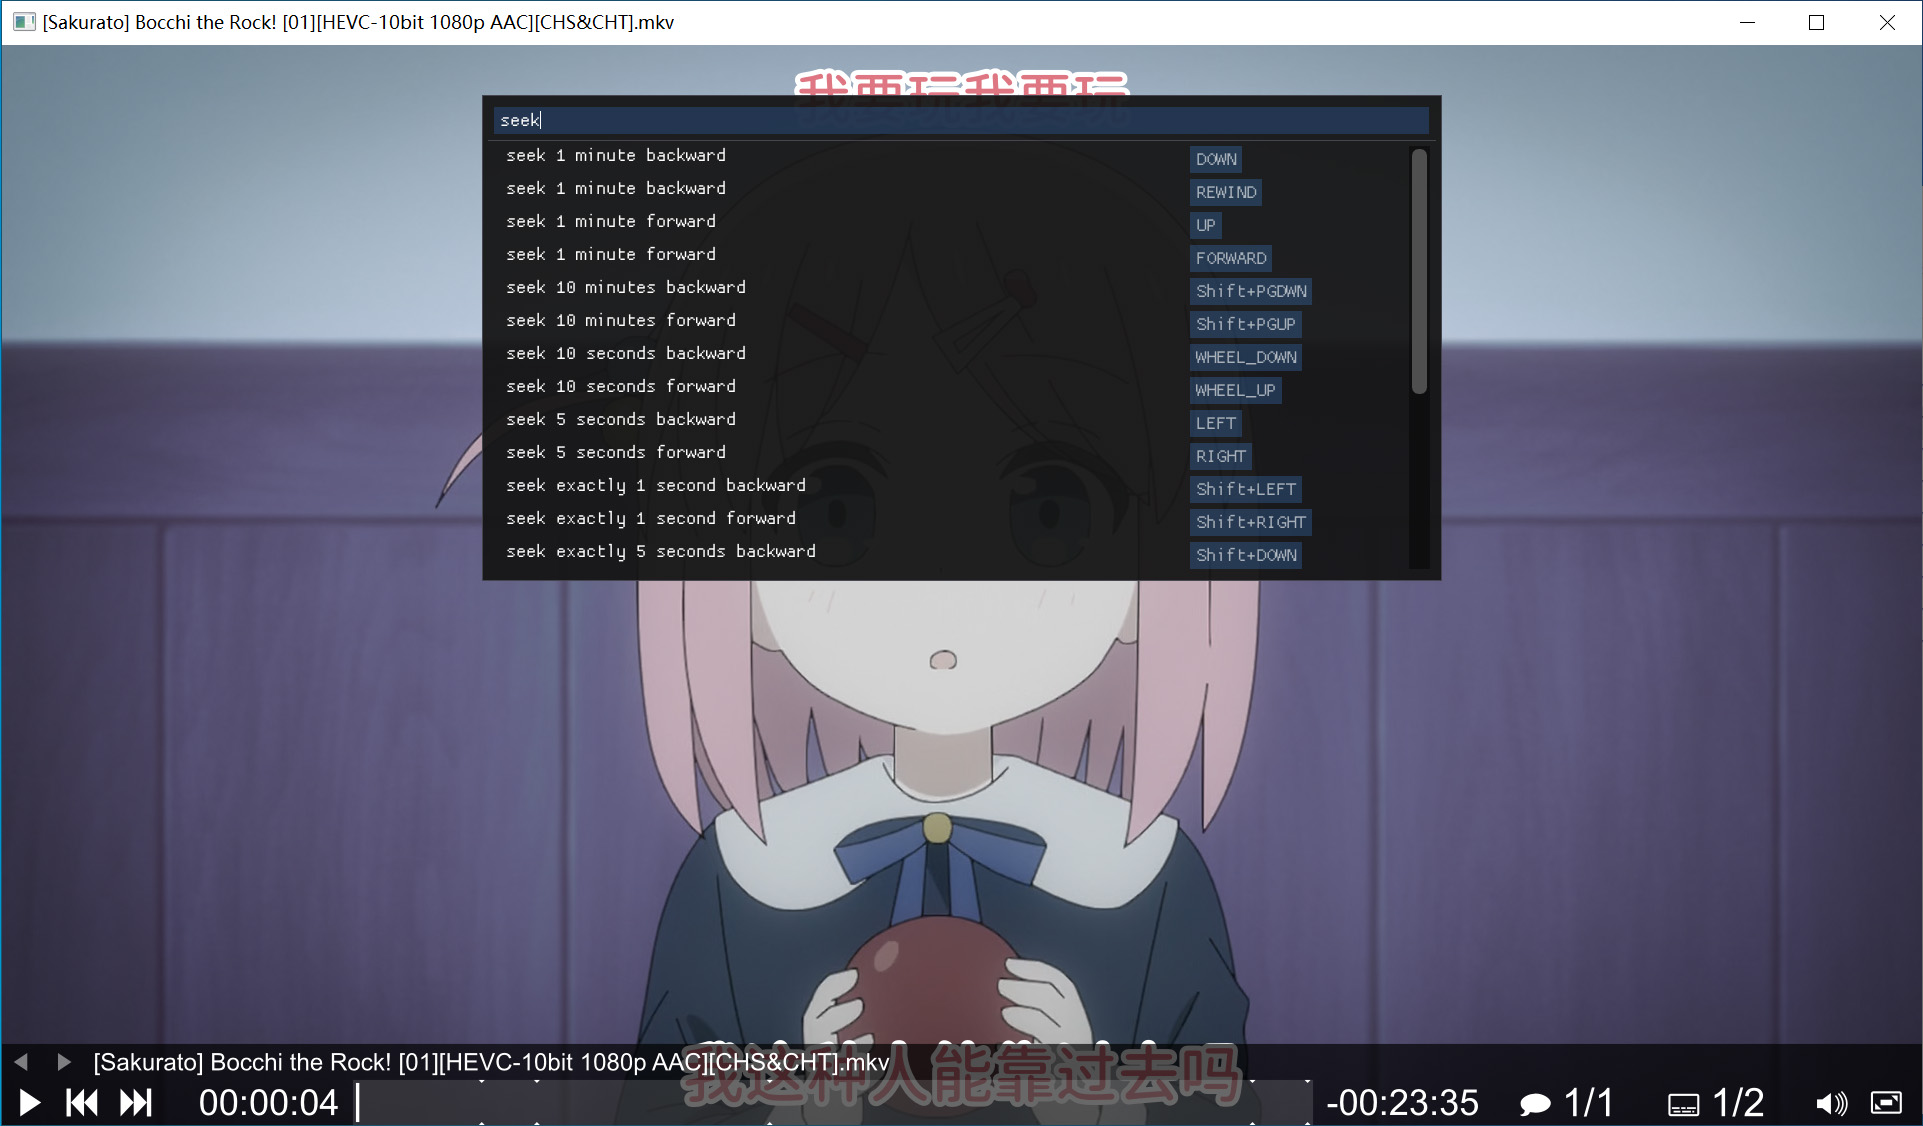 [Sakurato] Bocchi the Rock! [01][HEVC-10bit 1080p AAC][CHS&CHT].mkv
我要玩我要玩
seek
seek 1 minute backward DOWN
seek 1 minute backward REWIND
seek 1 minute forward UP
seek 1 minute forward FORWARD
seek 10 minutes backward Shift+PGDWN
seek 10 minutes forward Shift+PGUP
seek 10 seconds backward WHEEL_DOWN
seek 10 seconds forward WHEEL_UP
seek 5 seconds backward LEFT
seek 5 seconds forward RIGHT
seek exactly 1 second backward Shift+LEFT
seek exactly 1 second forward Shift+RIGHT
seek exactly 5 seconds backward Shift+DOWN
[Sakurato] Bocchi the Rock! [01][HEVC-10bit 1080p AAC][CHS&CHT].mkv
我这种人能靠过去吗
00:00:04 -00:23:35 1/1 1/2